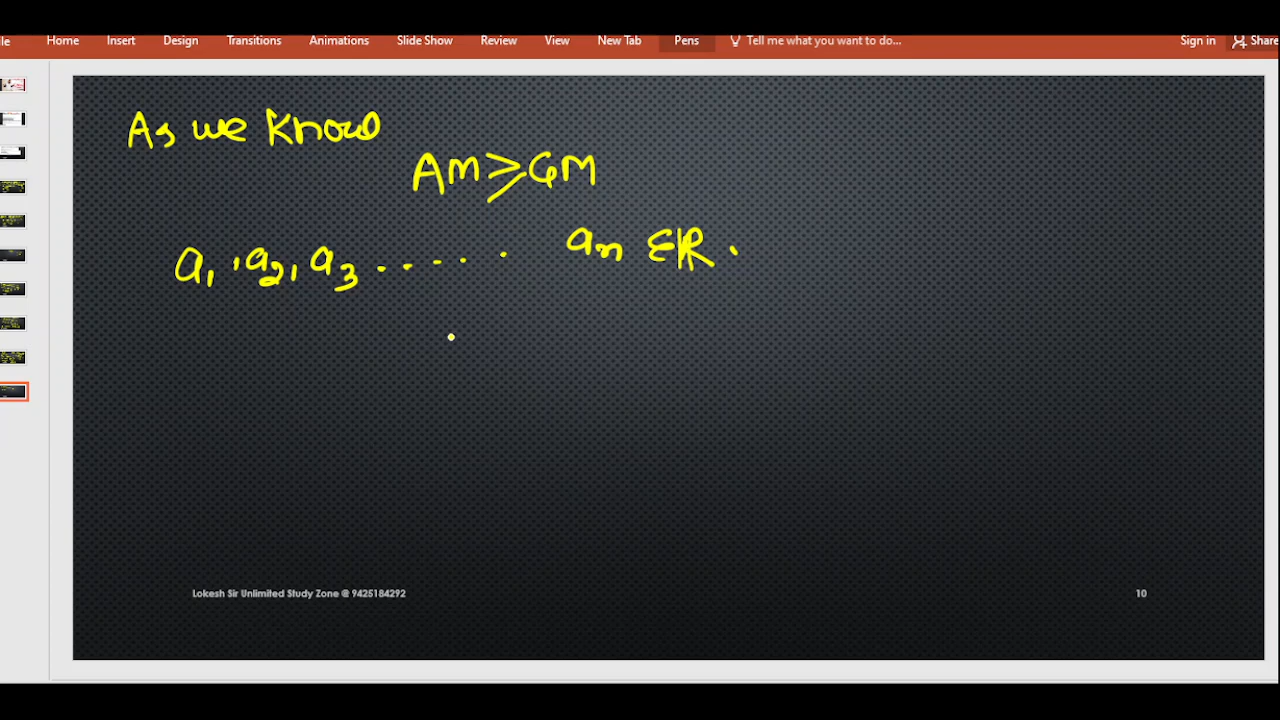 le Home Insert Design Transitions Animations Slide Show Review View New Tab Pens Tell me what you want to do... Sign in Share
As we know
AM ≥ GM
a₁, a₂, a₃ ...... aₙ ∈ ℝ.
Lokesh Sir Unlimited Study Zone @ 9425184292 10